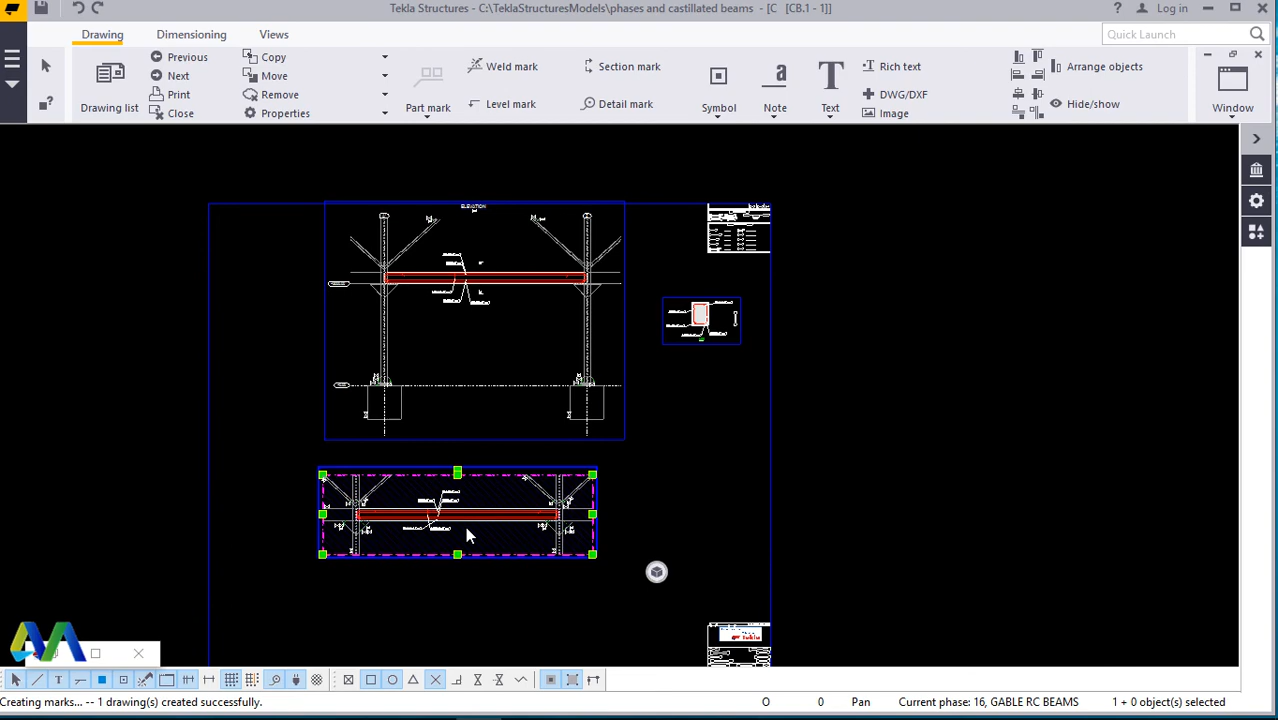 Tekla Structures - C:\TeklaStructuresModels\phases and castillated beams - [C [CB.1 - 1]]
Log in
Drawing Dimensioning Views
Quick Launch
Drawing list
Previous
Next
Print
Close
Copy
Move
Remove
Properties
Part mark
Weld mark
Level mark
Section mark
Detail mark
Symbol
Note
Text
Rich text
DWG/DXF
Image
Arrange objects
Hide/show
Window
ELEVATION
Tekla
Creating marks... -- 1 drawing(s) created successfully.
O 0 Pan Current phase: 16, GABLE RC BEAMS 1 + 0 object(s) selected